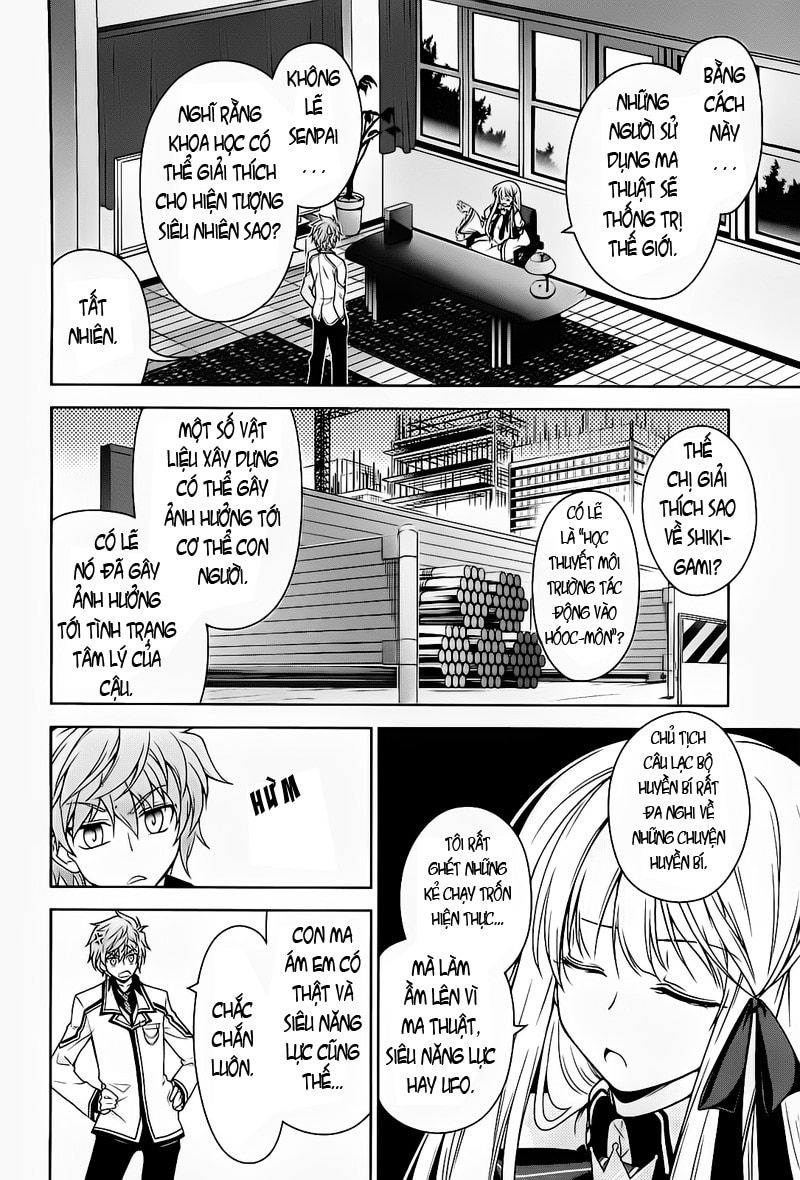 BẰNG
CÁCH
NÀY
. . .
NHỮNG
NGƯỜI SỬ
DỤNG MA
THUẬT SẼ
THỐNG TRỊ
THẾ GIỚI.
KHÔNG
LẼ
SENPAI
. . .
NGHĨ RẰNG
KHOA HỌC CÓ
THỂ GIẢI THÍCH
CHO HIỆN TƯỢNG
SIÊU NHIÊN SAO?
TẤT
NHIÊN.
THẾ
CHỊ GIẢI
THÍCH SAO
VỀ SHIKI-
GAMI?
CÓ LẼ
LÀ "HỌC
THUYẾT MÔI
TRƯỜNG TÁC
ĐỘNG VÀO
HÓOC-MÔN"?
MỘT SỐ VẬT
LIỆU XÂY DỰNG
CÓ THỂ GÂY
ẢNH HƯỞNG TỚI
CƠ THỂ CON
NGƯỜI.
CÓ LẼ
NÓ ĐÃ GÂY
ẢNH HƯỞNG
TỚI TÌNH TRẠNG
TÂM LÝ CỦA
CẬU.
CHỦ TỊCH
CÂU LẠC BỘ
HUYỀN BÍ RẤT
ĐA NGHI VỀ
NHỮNG CHUYỆN
HUYỀN BÍ.
TÔI RẤT
GHÉT NHỮNG
KẺ CHẠY TRỐN
HIỆN THỰC...
MÀ LÀM
ẦM LÊN VÌ
MA THUẬT,
SIÊU NĂNG LỰC
HAY UFO.
HỪM
CON MA
ÁM EM CÓ
THẬT VÀ
SIÊU NĂNG
LỰC CŨNG
THẾ...
CHẮC
CHẮN
LUÔN.